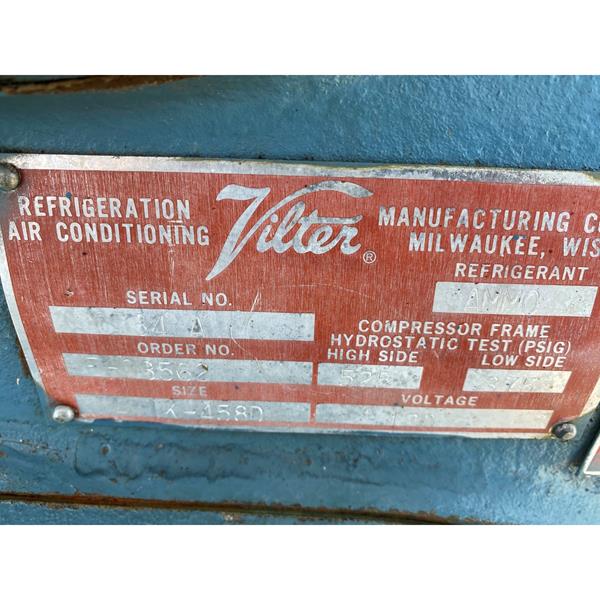 REFRIGERATION
AIR CONDITIONING
Vilter®
MANUFACTURING
MILWAUKEE, WIS
REFRIGERANT
AMMO
SERIAL NO.
ORDER NO.
3562
COMPRESSOR FRAME
HYDROSTATIC TEST (PSIG)
HIGH SIDE LOW SIDE
SIZE
VOLTAGE